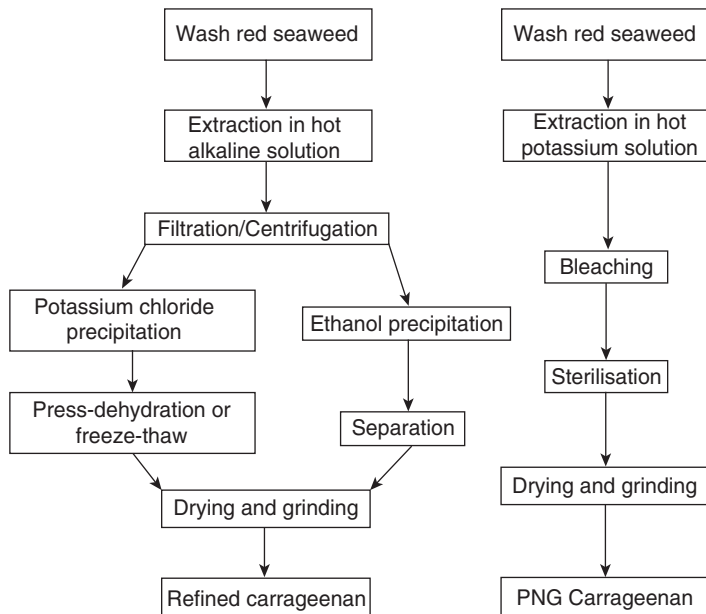 Wash red seaweed
Extraction in hot
alkaline solution
Filtration/Centrifugation
Potassium chloride
precipitation
Ethanol precipitation
Press-dehydration or
freeze-thaw
Separation
Drying and grinding
Refined carrageenan
Wash red seaweed
Extraction in hot
potassium solution
Bleaching
Sterilisation
Drying and grinding
PNG Carrageenan